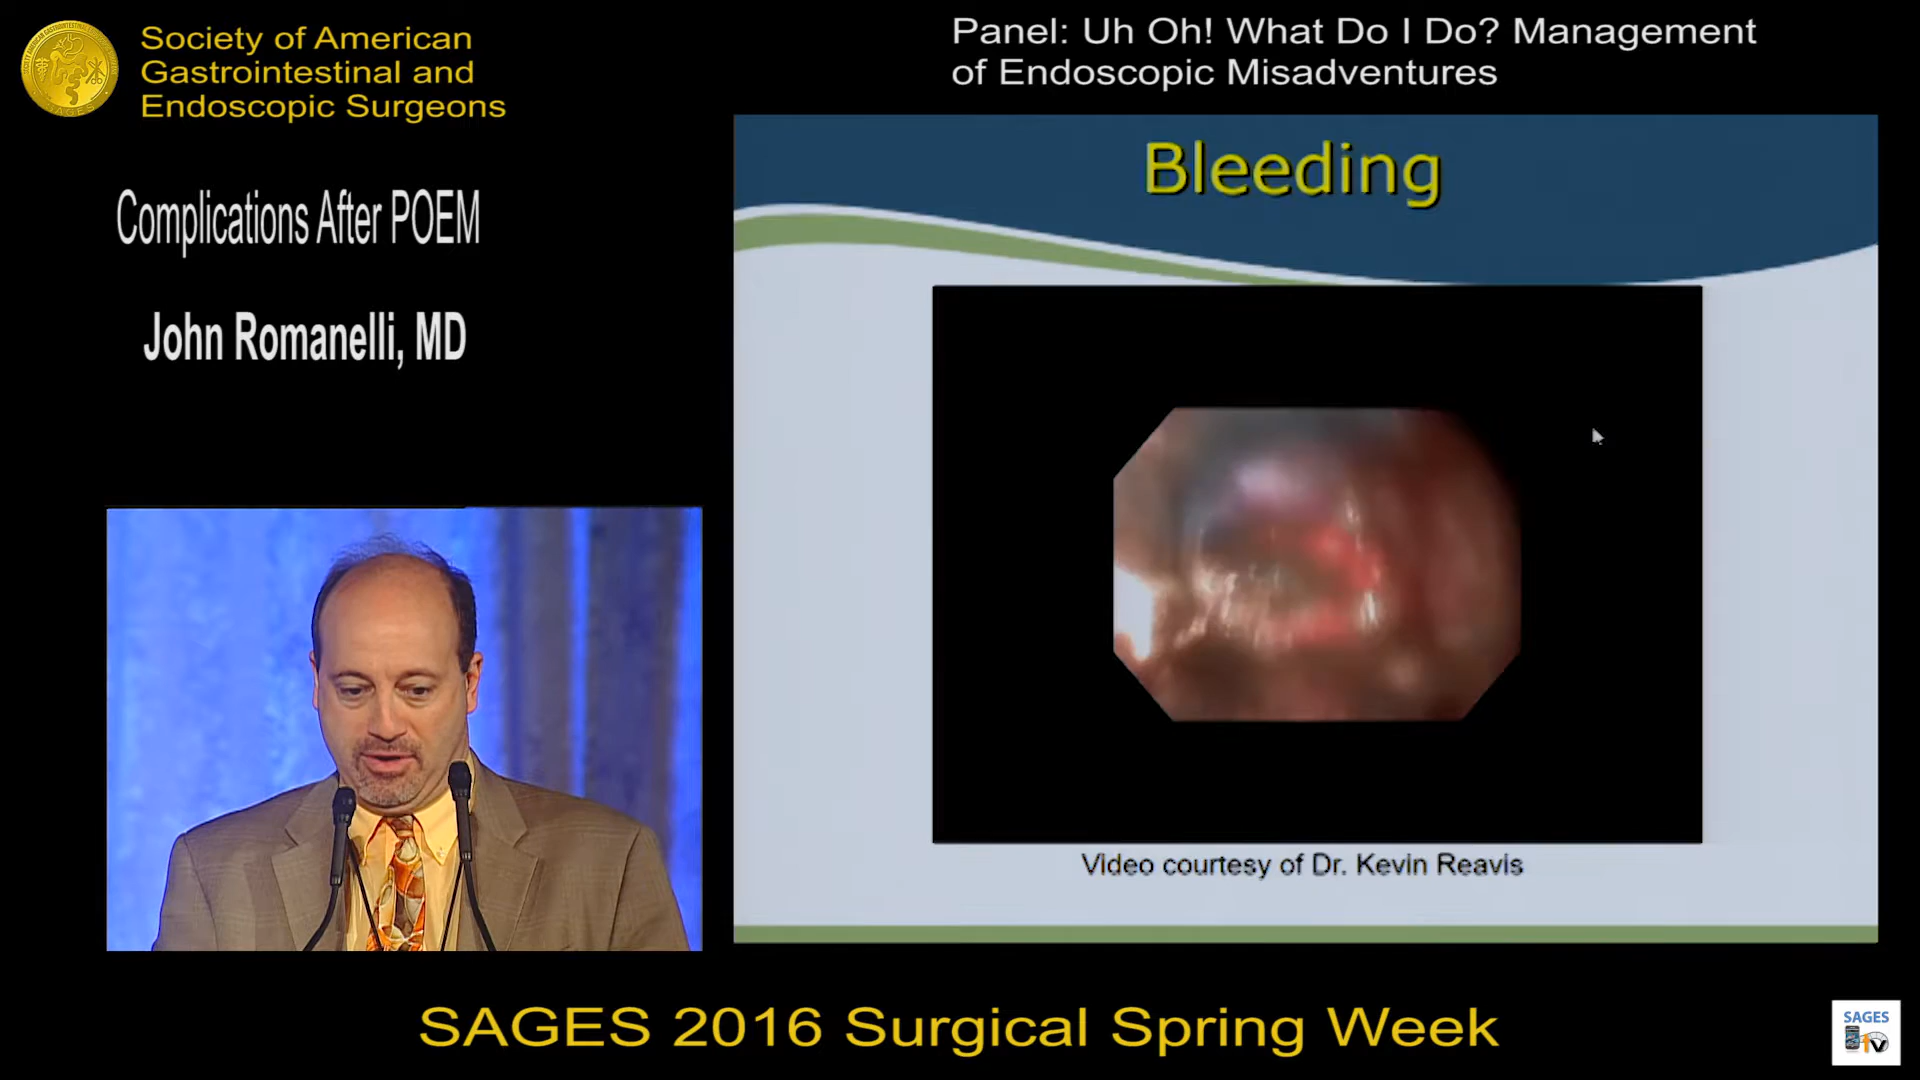 Society of American
Gastrointestinal and
Endoscopic Surgeons
Panel: Uh Oh! What Do I Do? Management
of Endoscopic Misadventures
Complications After POEM
John Romanelli, MD
Bleeding
Video courtesy of Dr. Kevin Reavis
SAGES 2016 Surgical Spring Week
SAGES
TV